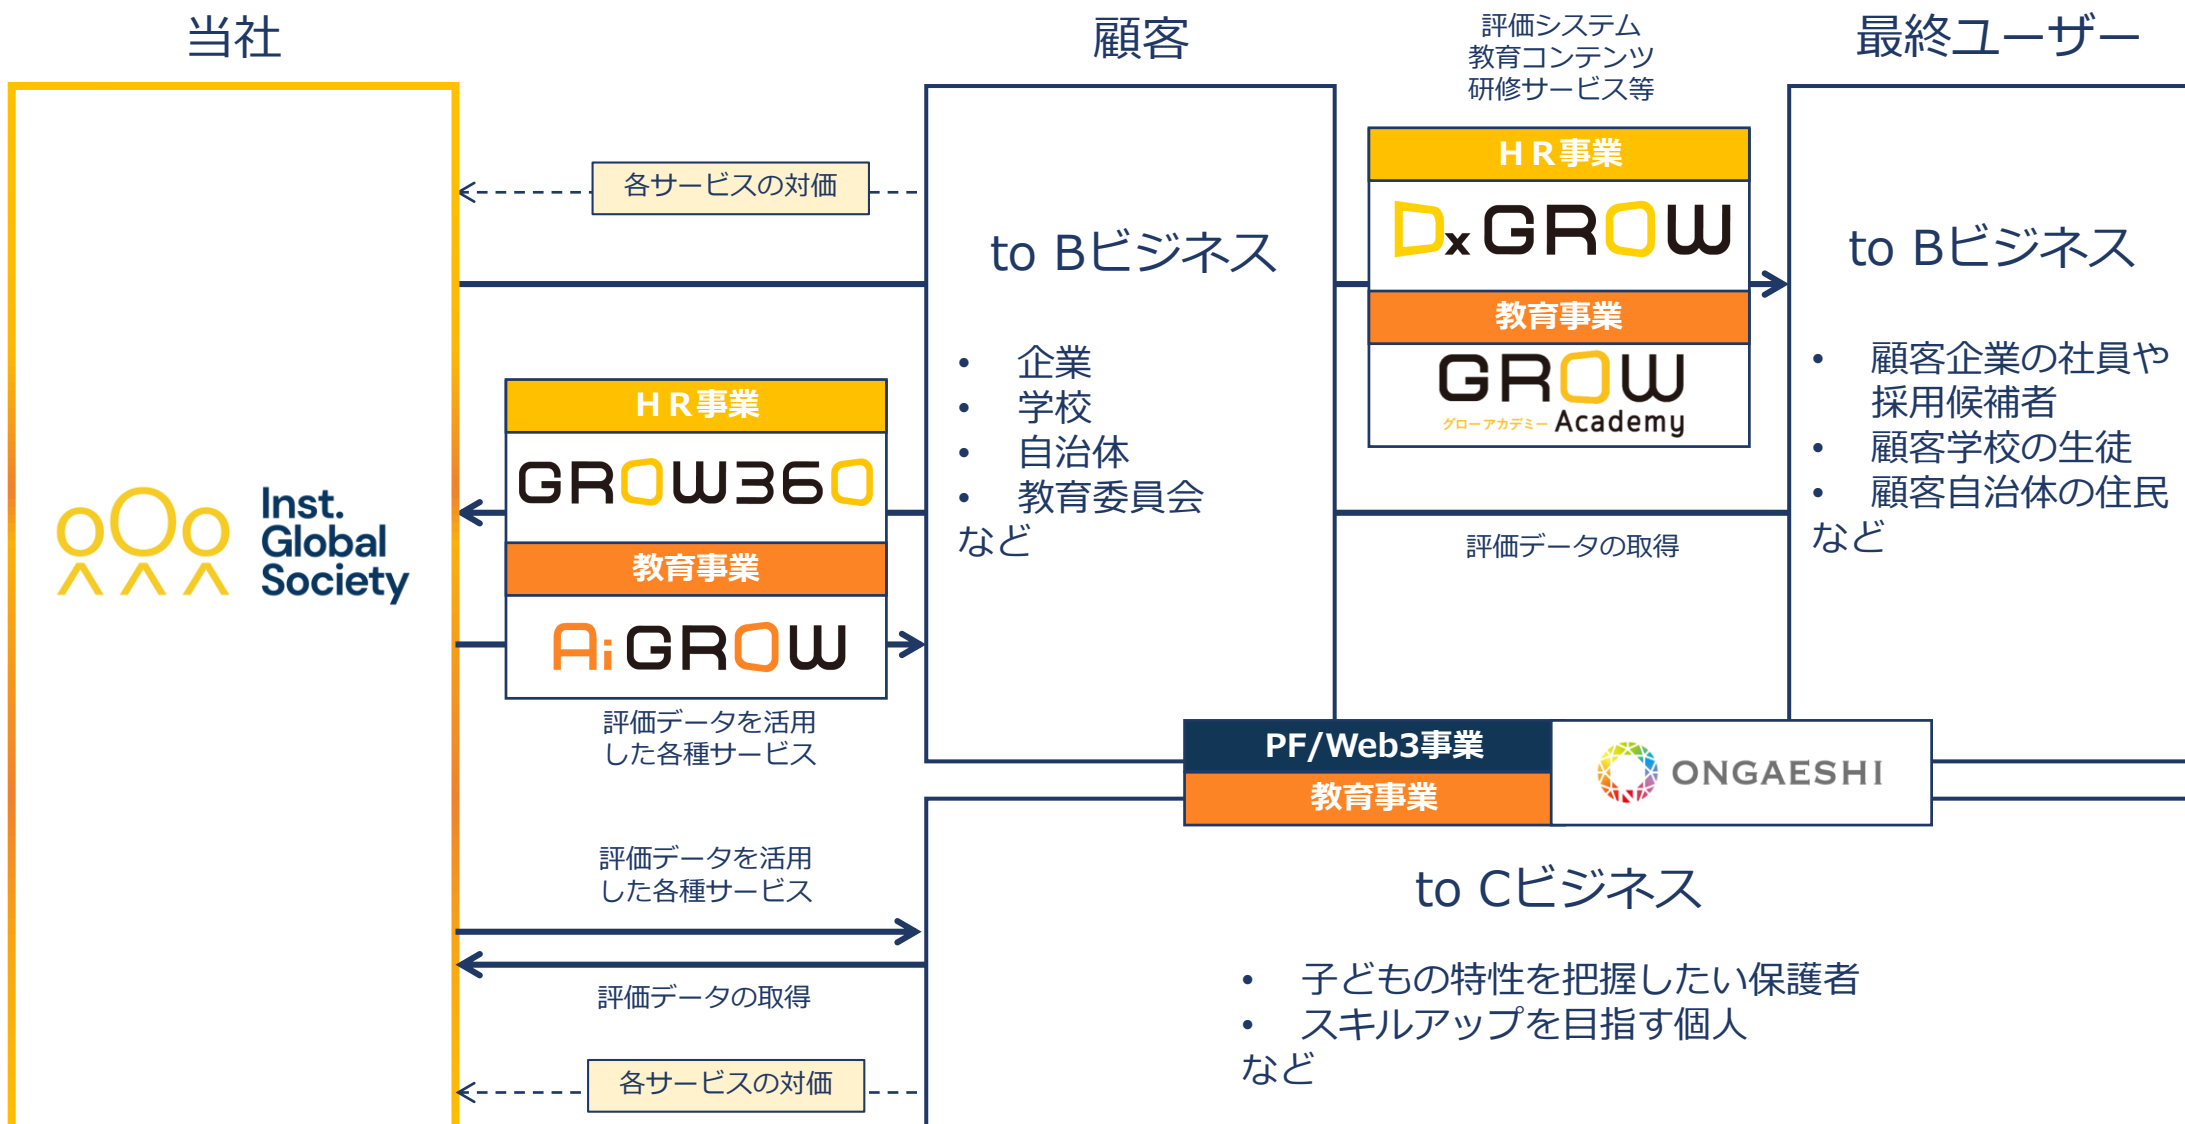 当社
顧客
評価システム
教育コンテンツ
研修サービス等
最終ユーザー
各サービスの対価
HR事業
GROW360
教育事業
Ai GROW
評価データを活用
した各種サービス
to Bビジネス
• 企業
• 学校
• 自治体
• 教育委員会
など
HR事業
Dx GROW
教育事業
GROW
グローアカデミー Academy
評価データの取得
to Bビジネス
• 顧客企業の社員や
採用候補者
• 顧客学校の生徒
• 顧客自治体の住民
など
Inst.
Global
Society
PF/Web3事業
教育事業
ONGAESHI
評価データを活用
した各種サービス
評価データの取得
各サービスの対価
to Cビジネス
• 子どもの特性を把握したい保護者
• スキルアップを目指す個人
など